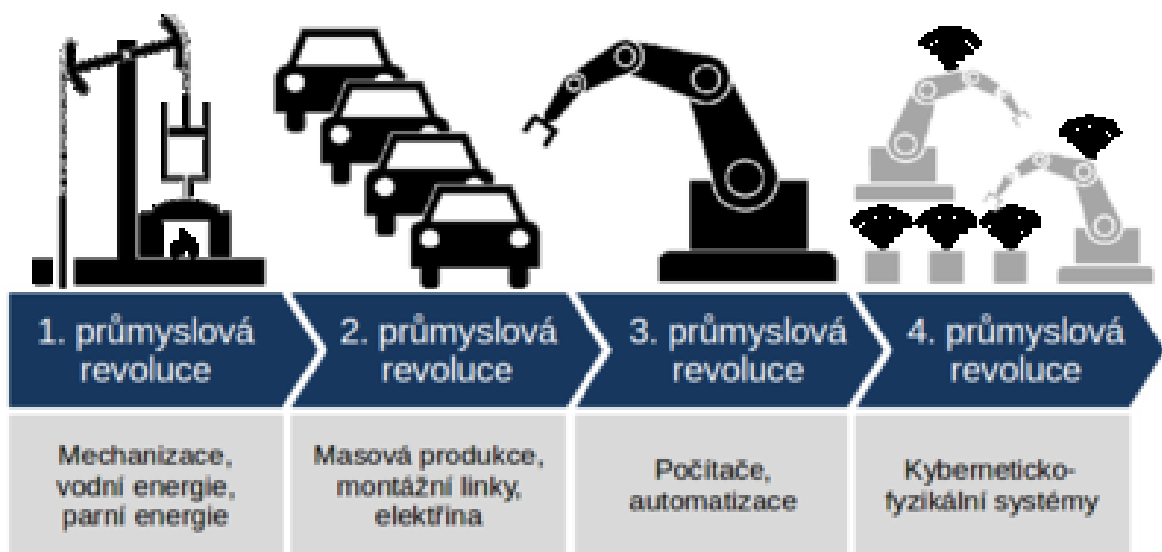 1. průmyslová
revoluce
2. průmyslová
revoluce
3. průmyslová
revoluce
4. průmyslová
revoluce
Mechanizace,
vodní energie,
parní energie
Masová produkce,
montážní linky,
elektřina
Počítače,
automatizace
Kyberneticko-
fyzikální systémy